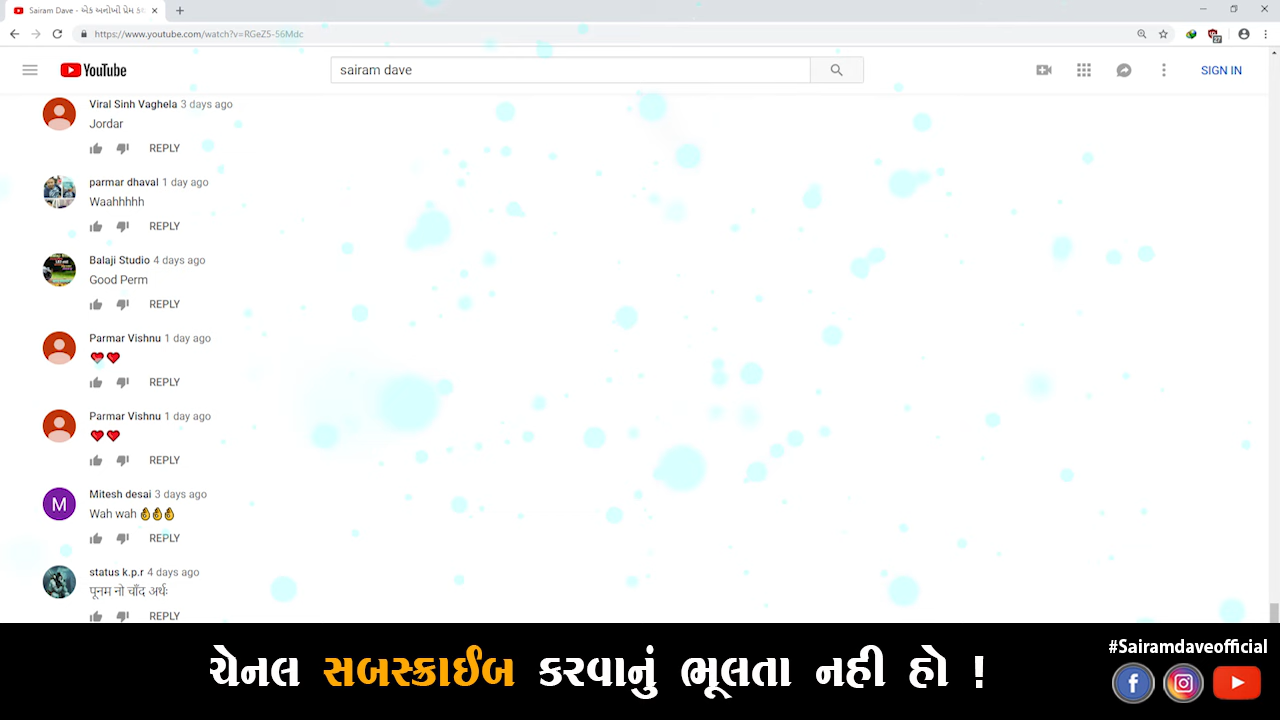 Sairam Dave - એક અનોખો પ્રેમ
https://www.youtube.com/watch?v=RGeZ5-56Mdc
27
YouTube
sairam dave
SIGN IN
Viral Sinh Vaghela 3 days ago
Jordar
REPLY
parmar dhaval 1 day ago
Waahhhhh
REPLY
Balaji Studio 4 days ago
Good Perm
REPLY
Parmar Vishnu 1 day ago
❤❤
REPLY
Parmar Vishnu 1 day ago
❤❤
REPLY
M
Mitesh desai 3 days ago
Wah wah 👌👌👌
REPLY
status k.p.r 4 days ago
पूनम नो चाँद अर्थः
REPLY
ચેનલ સબસ્ક્રાઈબ કરવાનું ભૂલતા નહી હો !
#Sairamdaveofficial